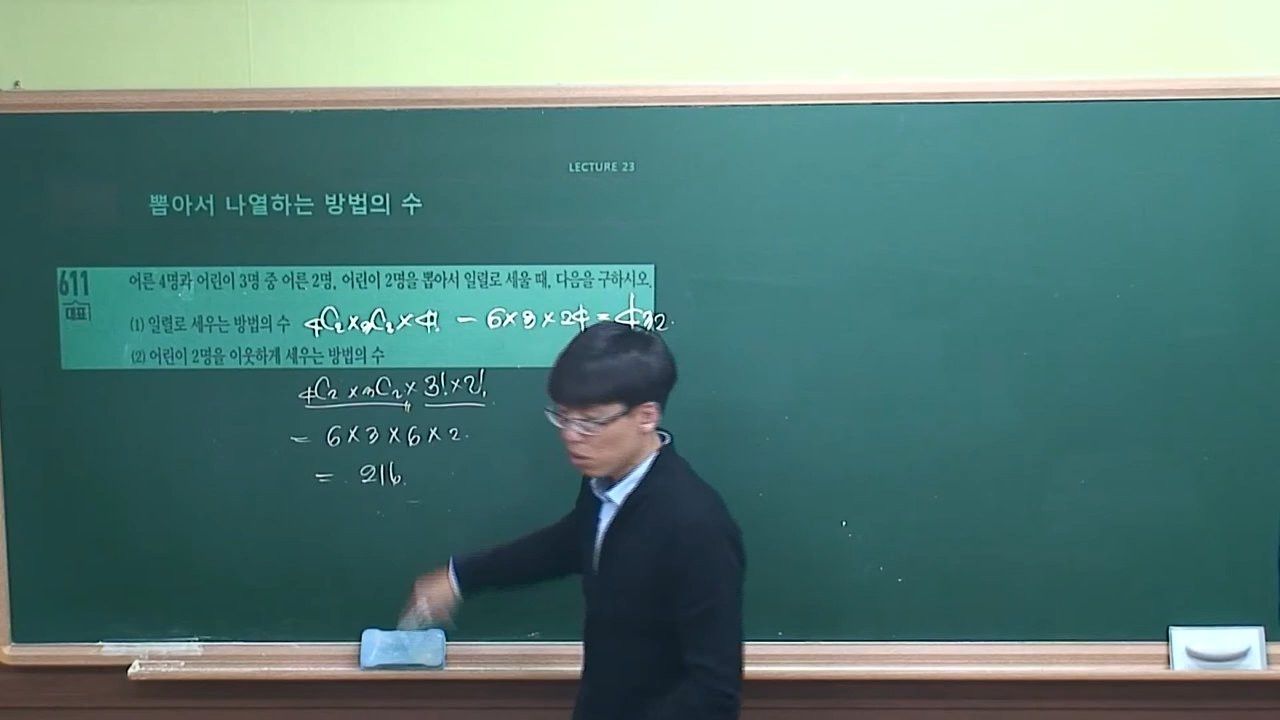 LECTURE 23
뽑아서 나열하는 방법의 수
611 어른 4명과 어린이 3명 중 어른 2명, 어린이 2명을 뽑아서 일렬로 세울 때, 다음을 구하시오.
대표
(1) 일렬로 세우는 방법의 수 ₄C₂×₃C₂×4! = 6×3×24 = 432.
(2) 어린이 2명을 이웃하게 세우는 방법의 수
₄C₂ × ₃C₂ × 3! × 2!
= 6×3×6×2.
= 216.